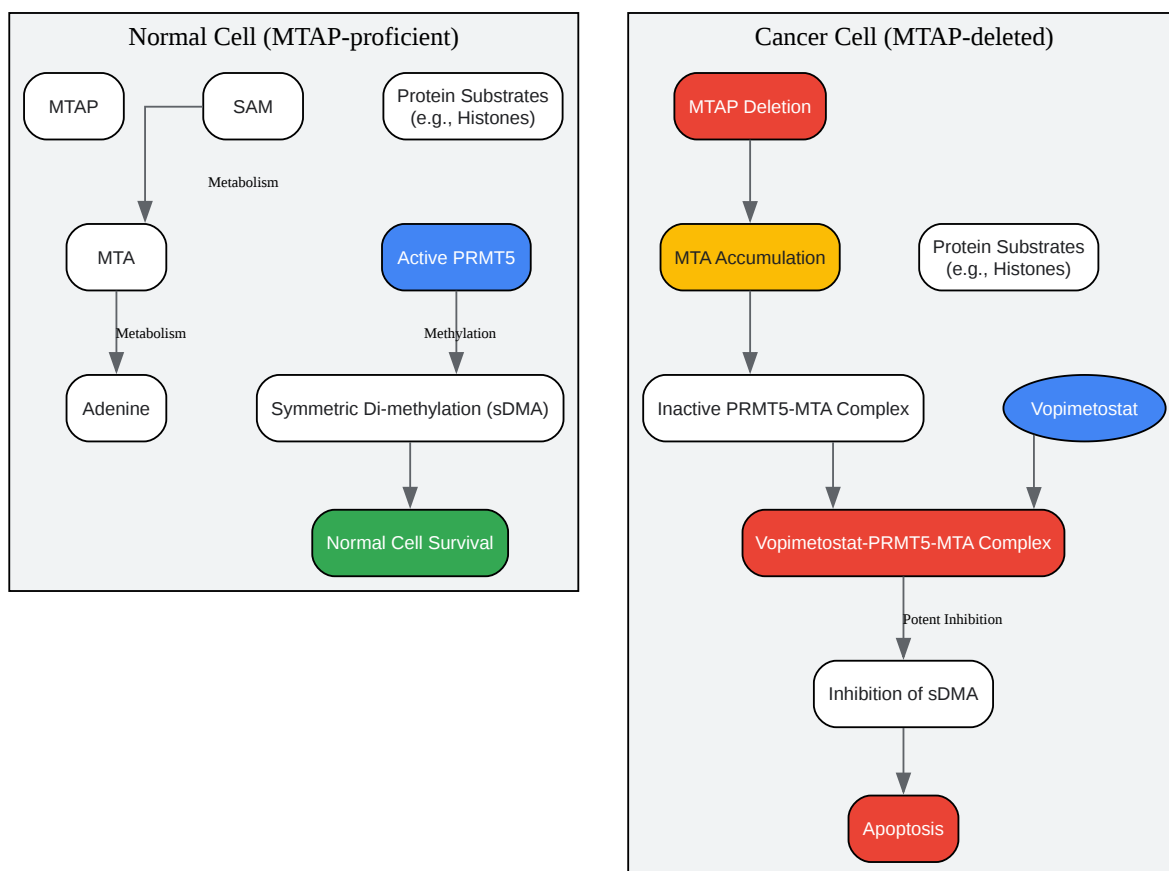 Normal Cell (MTAP-proficient)
MTAP
SAM
Protein Substrates
(e.g., Histones)
Metabolism
MTA
Active PRMT5
Metabolism
Methylation
Adenine
Symmetric Di-methylation (sDMA)
Normal Cell Survival
Cancer Cell (MTAP-deleted)
MTAP Deletion
MTA Accumulation
Protein Substrates
(e.g., Histones)
Inactive PRMT5-MTA Complex
Vopimetostat
Vopimetostat-PRMT5-MTA Complex
Potent Inhibition
Inhibition of sDMA
Apoptosis